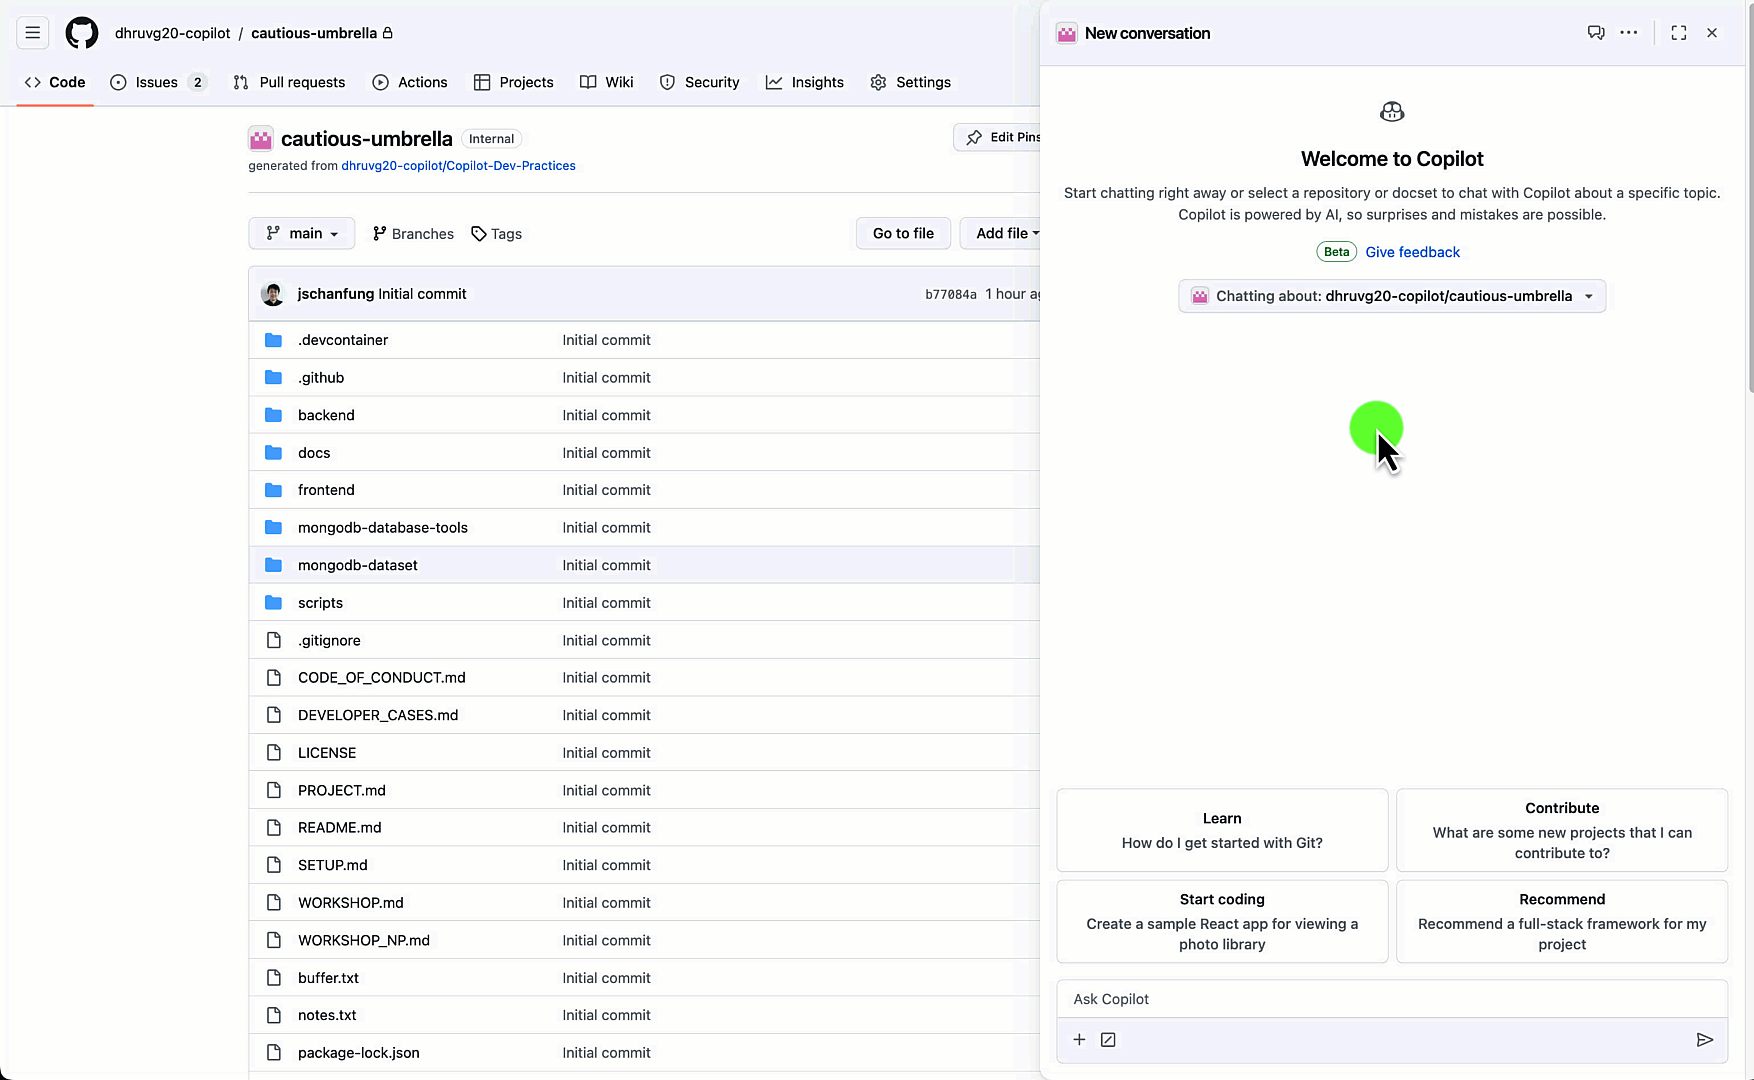 dhruvg20-copilot / cautious-umbrella
Code
Issues 2
Pull requests
Actions
Projects
Wiki
Security
Insights
Settings
cautious-umbrella Internal
generated from dhruvg20-copilot/Copilot-Dev-Practices
Edit Pins
main
Branches
Tags
Go to file
Add file
jschanfung Initial commit
b77084a 1 hour
.devcontainer Initial commit
.github Initial commit
backend Initial commit
docs Initial commit
frontend Initial commit
mongodb-database-tools Initial commit
mongodb-dataset Initial commit
scripts Initial commit
.gitignore Initial commit
CODE_OF_CONDUCT.md Initial commit
DEVELOPER_CASES.md Initial commit
LICENSE Initial commit
PROJECT.md Initial commit
README.md Initial commit
SETUP.md Initial commit
WORKSHOP.md Initial commit
WORKSHOP_NP.md Initial commit
buffer.txt Initial commit
notes.txt Initial commit
package-lock.json Initial commit
New conversation
Welcome to Copilot
Start chatting right away or select a repository or docset to chat with Copilot about a specific topic.
Copilot is powered by AI, so surprises and mistakes are possible.
Beta Give feedback
Chatting about: dhruvg20-copilot/cautious-umbrella
Learn
How do I get started with Git?
Contribute
What are some new projects that I can
contribute to?
Start coding
Create a sample React app for viewing a
photo library
Recommend
Recommend a full-stack framework for my
project
Ask Copilot